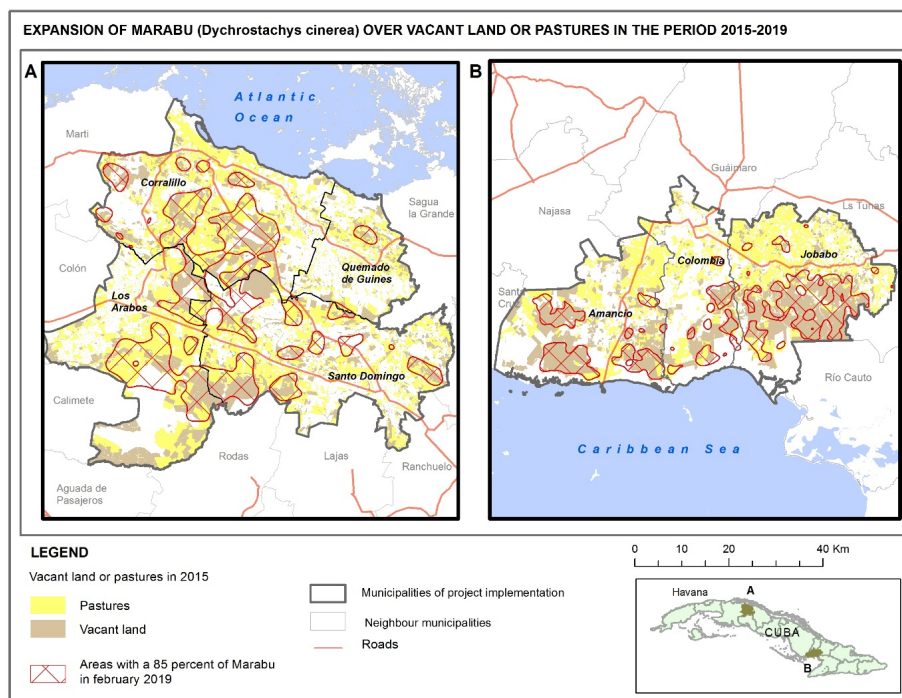 EXPANSION OF MARABU (Dychrostachys cinerea) OVER VACANT LAND OR PASTURES IN THE PERIOD 2015-2019
A
Atlantic
Ocean
Marti
Corralillo
Sagua
la Grande
Colón
Quemado
de Guines
Los
Arabos
Santo Domingo
Calimete
Rodas
Lajas
Ranchuelo
Aguada de
Pasajeros
B
Guáimaro
Najasa
Ls Tunas
Colombia
Jobabo
Santa
Cruz
Amancio
Río Cauto
Caribbean Sea
LEGEND
Vacant land or pastures in 2015
Pastures
Vacant land
Areas with a 85 percent of Marabu
in february 2019
Municipalities of project implementation
Neighbour municipalities
Roads
0 10 20 40 Km
Havana
A
CUBA
B